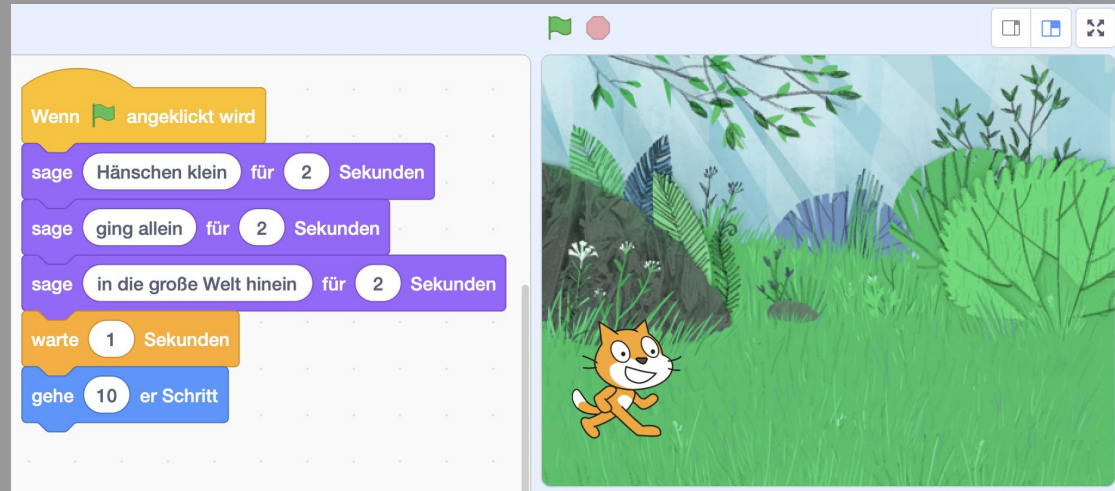 Wenn angeklickt wird
sage Hänschen klein für 2 Sekunden
sage ging allein für 2 Sekunden
sage in die große Welt hinein für 2 Sekunden
warte 1 Sekunden
gehe 10 er Schritt